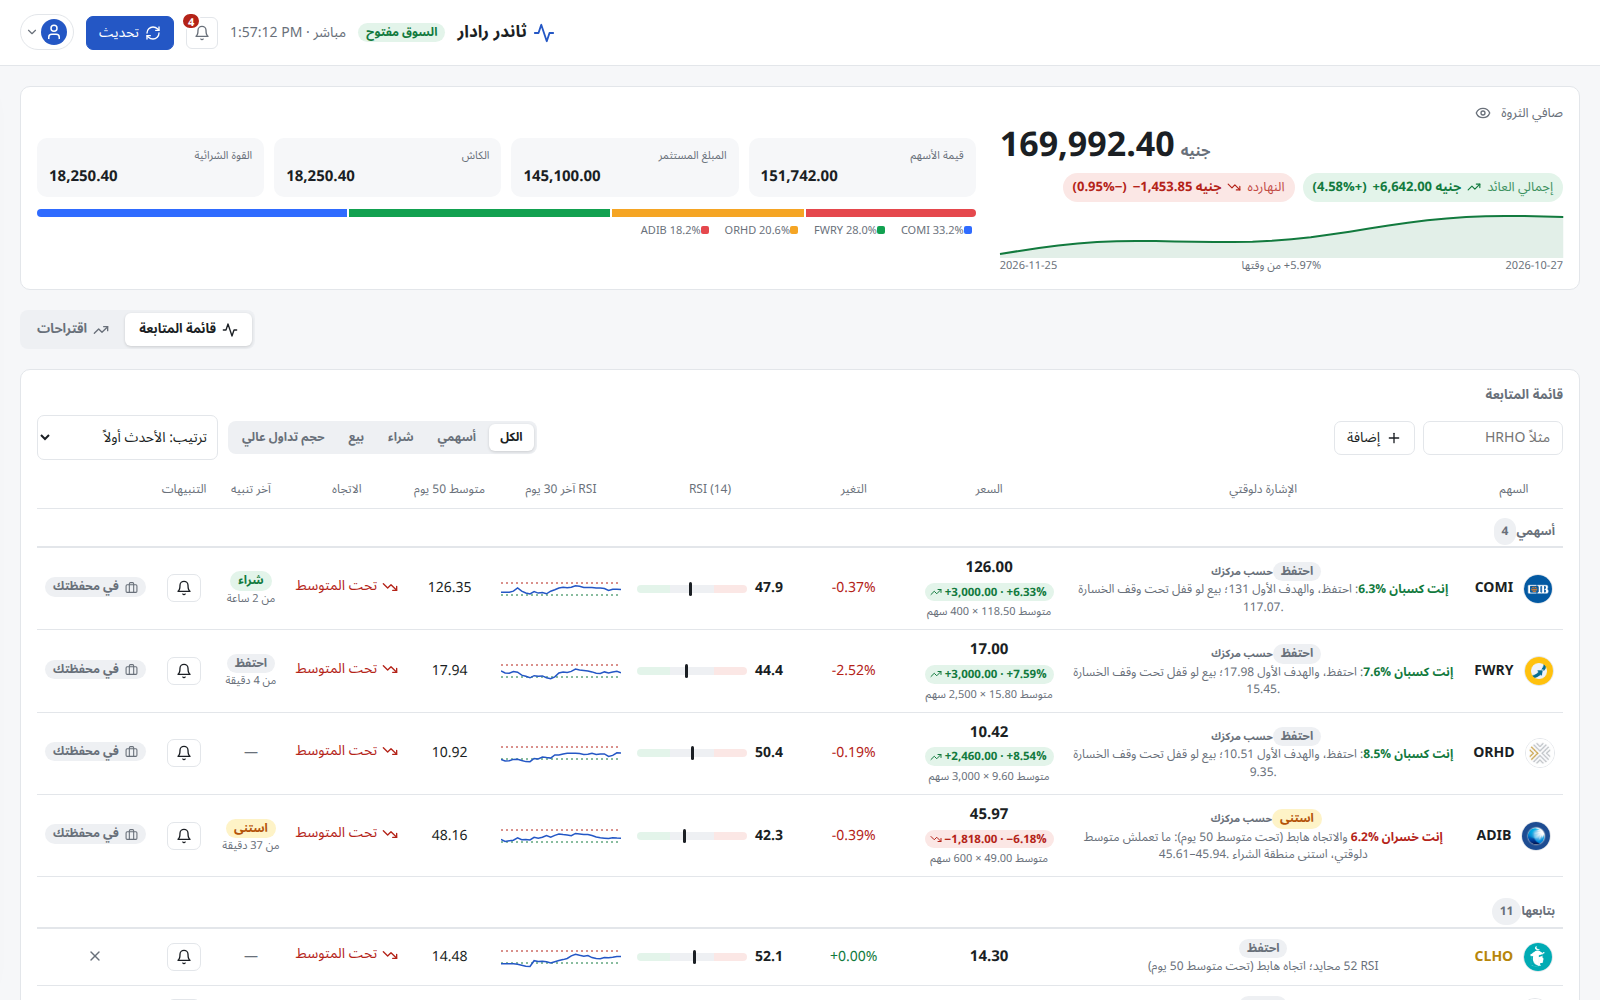 ثاندر رادار
السوق مفتوح
مباشر · 1:57:12 PM
4
تحديث
صافي الثروة
169,992.40 جنيه
إجمالي العائد +6,642.00 جنيه (+4.58%)
النهارده −1,453.85 جنيه (−0.95%)
2026-10-27
+5.97% من وقتها
2026-11-25
قيمة الأسهم
151,742.00
المبلغ المستثمر
145,100.00
الكاش
18,250.40
القوة الشرائية
18,250.40
COMI 33.2%
FWRY 28.0%
ORHD 20.6%
ADIB 18.2%
قائمة المتابعة
اقتراحات
قائمة المتابعة
مثلاً HRHO
إضافة
الكل
أسهمي
شراء
بيع
حجم تداول عالي
ترتيب: الأحدث أولاً
السهم
الإشارة دلوقتي
السعر
التغير
RSI (14)
RSI آخر 30 يوم
متوسط 50 يوم
الاتجاه
آخر تنبيه
التنبيهات
أسهمي 4
COMI
احتفظ حسب مركزك
إنت كسبان 6.3%: احتفظ، والهدف الأول 131؛ بيع لو قفل تحت وقف الخسارة
117.07.
126.00
+3,000.00 · +6.33%
متوسط 118.50 × 400 سهم
-0.37%
47.9
126.35
تحت المتوسط
شراء
من 2 ساعة
في محفظتك
FWRY
احتفظ حسب مركزك
إنت كسبان 7.6%: احتفظ، والهدف الأول 17.98؛ بيع لو قفل تحت وقف الخسارة
15.45.
17.00
+3,000.00 · +7.59%
متوسط 15.80 × 2,500 سهم
-2.52%
44.4
17.94
تحت المتوسط
احتفظ
من 4 دقيقة
في محفظتك
ORHD
احتفظ حسب مركزك
إنت كسبان 8.5%: احتفظ، والهدف الأول 10.51؛ بيع لو قفل تحت وقف الخسارة
9.35.
10.42
+2,460.00 · +8.54%
متوسط 9.60 × 3,000 سهم
-0.19%
50.4
10.92
تحت المتوسط
—
في محفظتك
ADIB
استنى حسب مركزك
إنت خسران 6.2% والاتجاه هابط (تحت متوسط 50 يوم): ما تعملش متوسط
دلوقتي، استنى منطقة الشراء 45.61–45.94.
45.97
−1,818.00 · −6.18%
متوسط 49.00 × 600 سهم
-0.39%
42.3
48.16
تحت المتوسط
استنى
من 37 دقيقة
في محفظتك
بتابعها 11
CLHO
احتفظ
RSI 52 محايد؛ اتجاه هابط (تحت متوسط 50 يوم)
14.30
+0.00%
52.1
14.48
تحت المتوسط
—